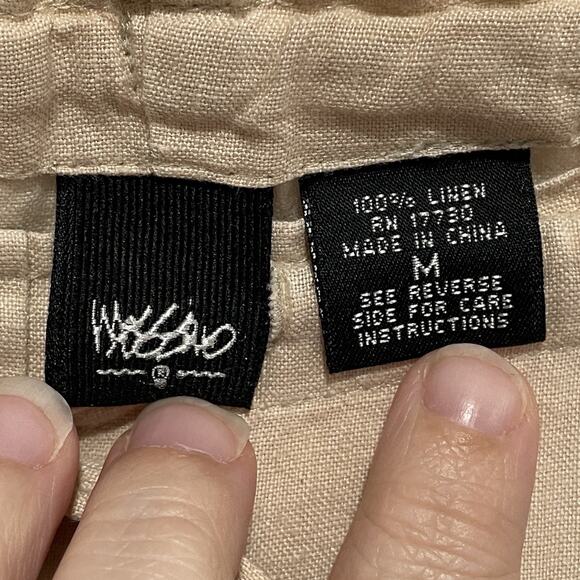 Mossimo
®
100% LINEN
RN 17730
MADE IN CHINA
M
SEE REVERSE
SIDE FOR CARE
INSTRUCTIONS